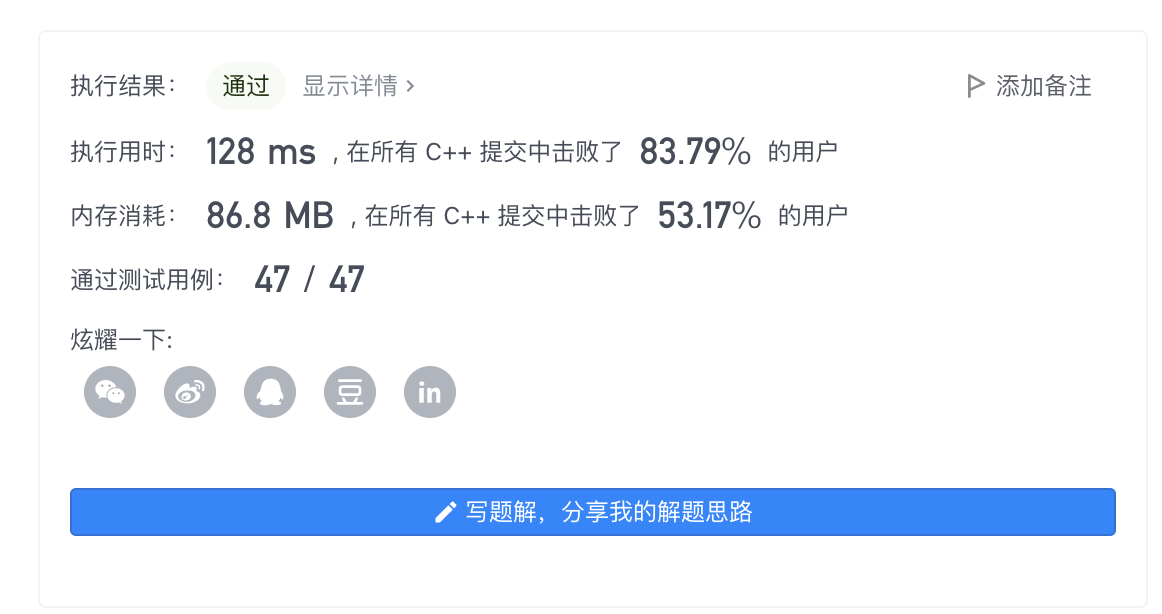 执行结果： 通过 显示详情 > 添加备注
执行用时： 128 ms , 在所有 C++ 提交中击败了 83.79% 的用户
内存消耗： 86.8 MB , 在所有 C++ 提交中击败了 53.17% 的用户
通过测试用例： 47 / 47
炫耀一下:
豆 in
写题解，分享我的解题思路